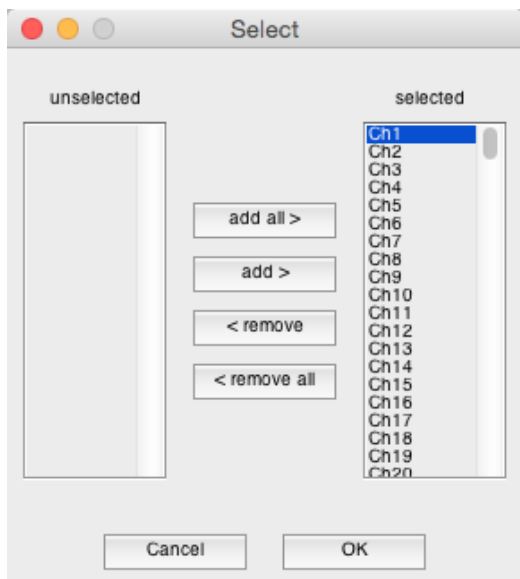 Select
unselected
selected
add all >
add >
< remove
< remove all
Ch1
Ch2
Ch3
Ch4
Ch5
Ch6
Ch7
Ch8
Ch9
Ch10
Ch11
Ch12
Ch13
Ch14
Ch15
Ch16
Ch17
Ch18
Ch19
Ch20
Cancel
OK